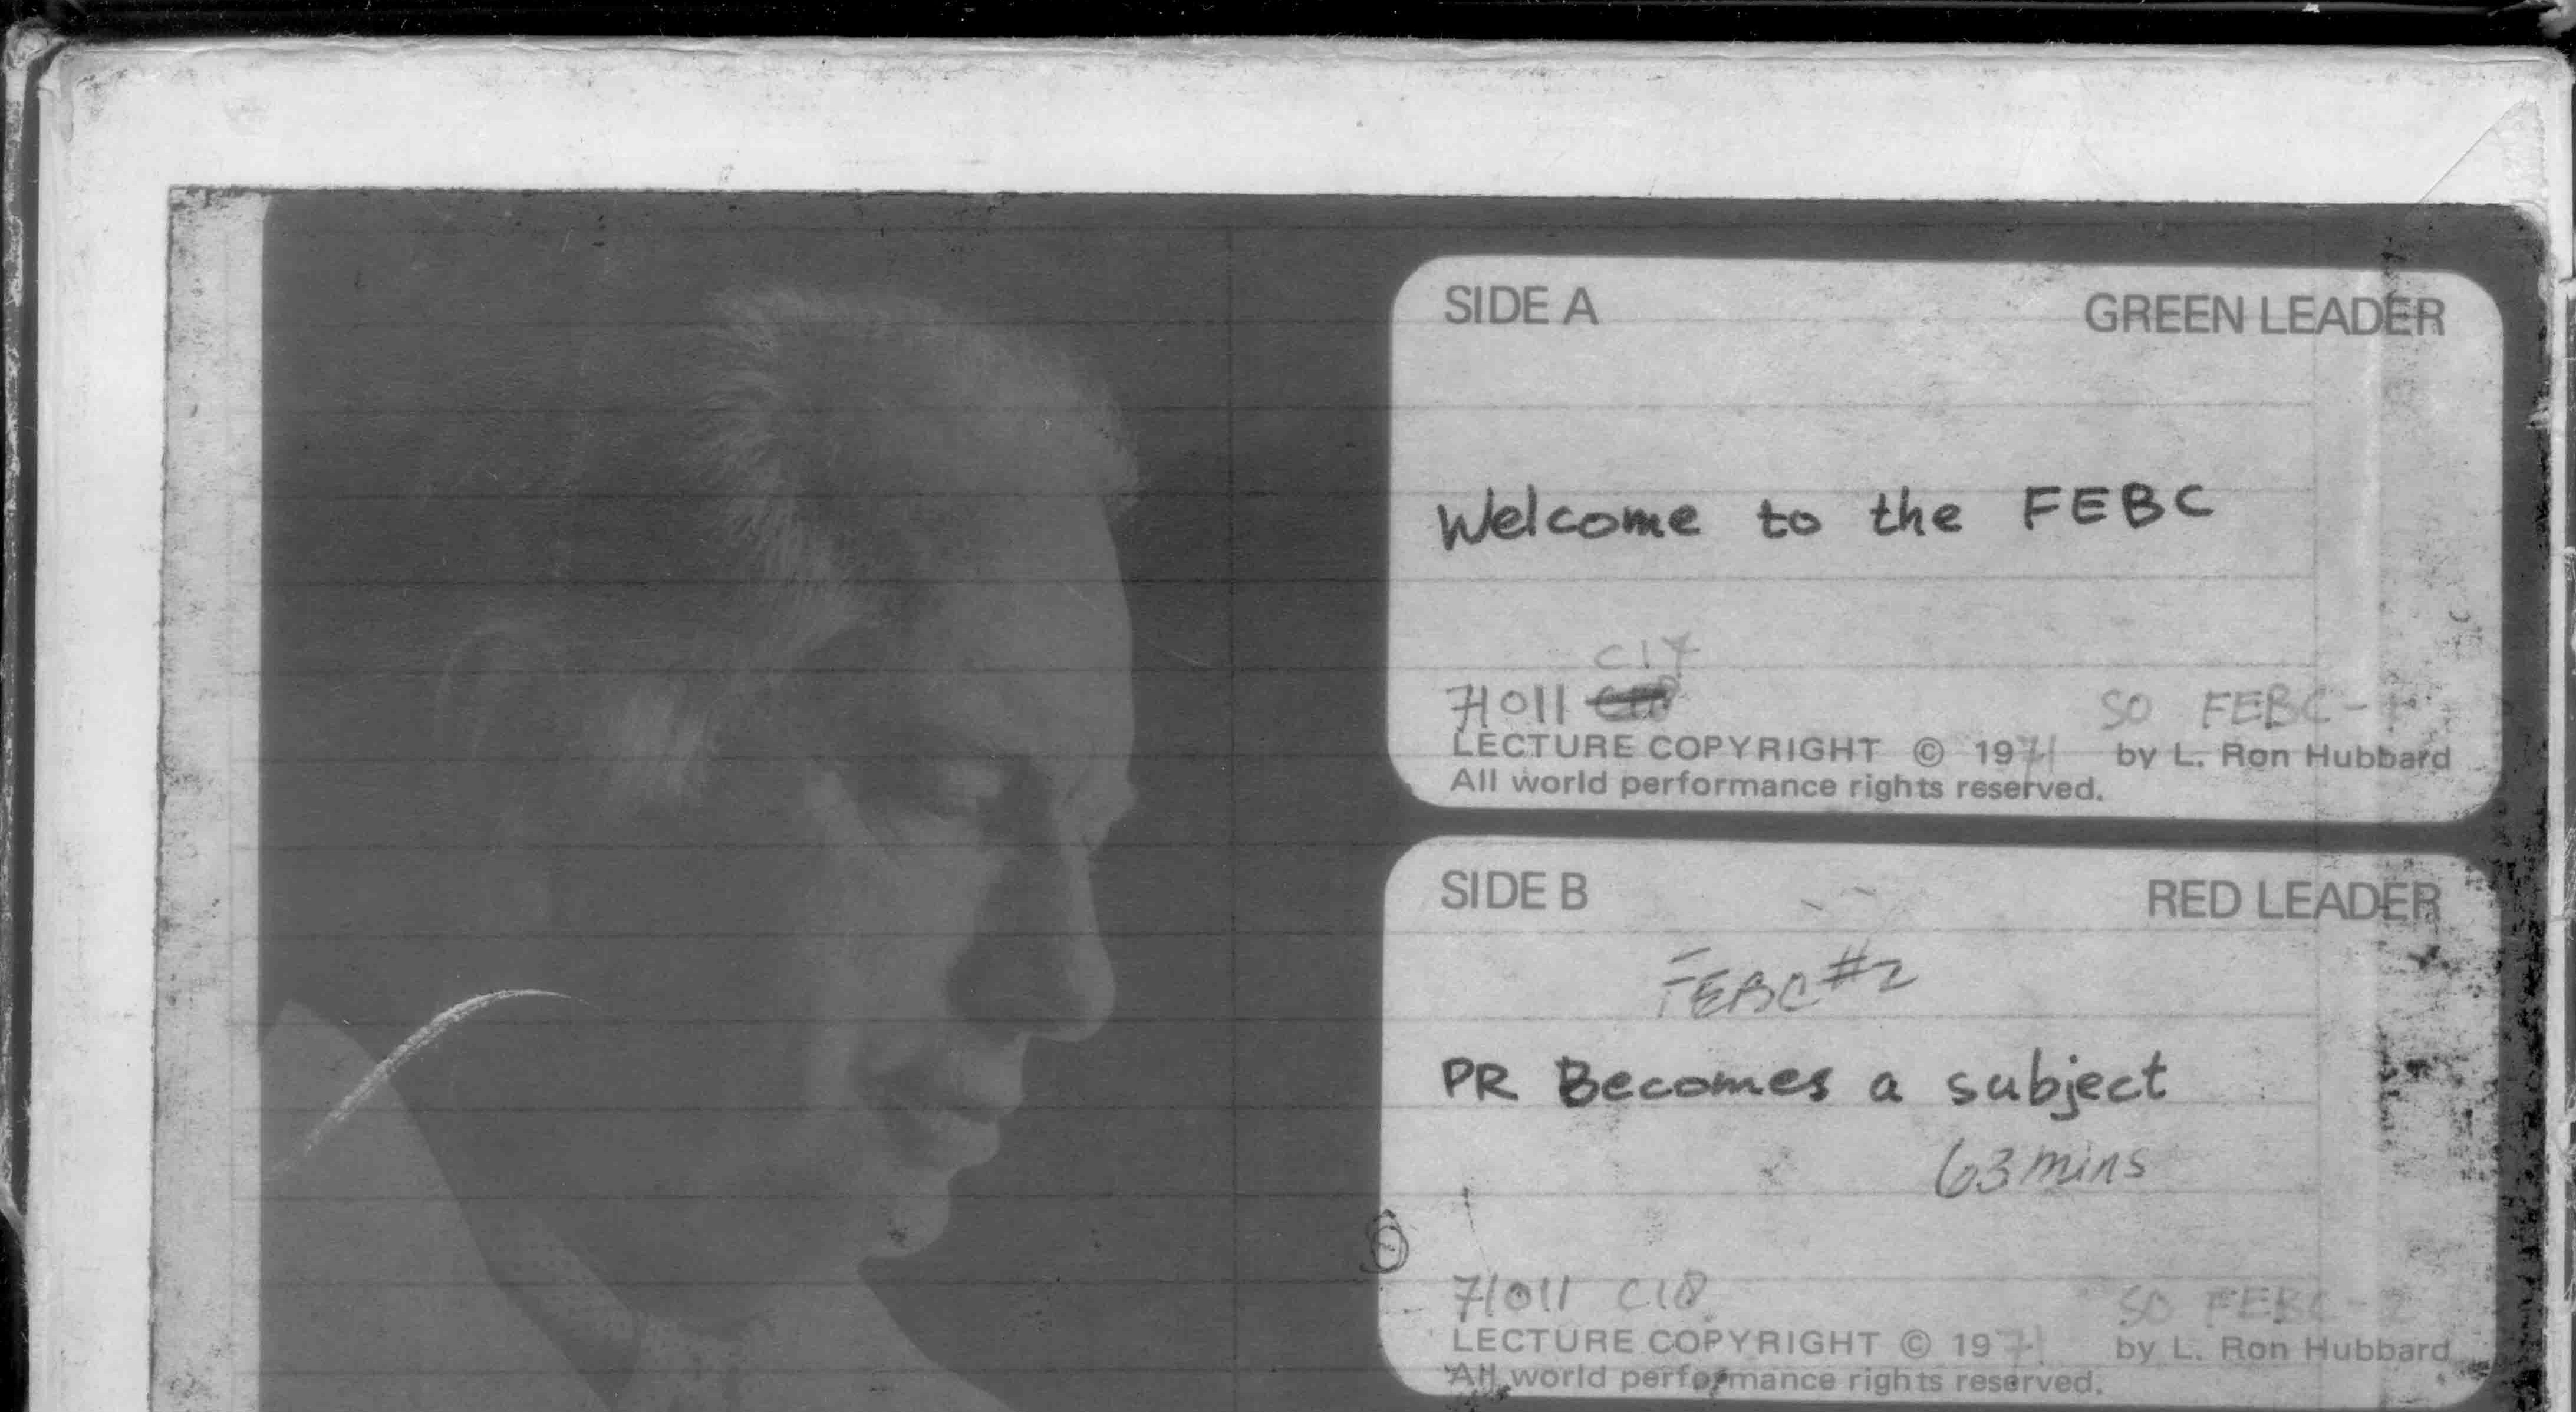 SIDE A GREEN LEADER
Welcome to the FEBC
C17
71011
SO FEBC-1
LECTURE COPYRIGHT © 1971 by L. Ron Hubbard
All world performance rights reserved.
SIDE B RED LEADER
FEBC #2
PR Becomes a subject
63 mins
71011 C18 SO FEBC-2
LECTURE COPYRIGHT © 1971 by L. Ron Hubbard
All world performance rights reserved.